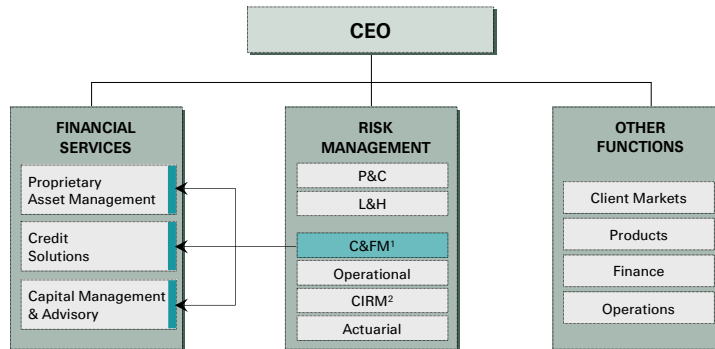 CEO
FINANCIAL
SERVICES
Proprietary
Asset Management
Credit
Solutions
Capital Management
& Advisory
RISK
MANAGEMENT
P&C
L&H
C&FM¹
Operational
CIRM²
Actuarial
OTHER
FUNCTIONS
Client Markets
Products
Finance
Operations